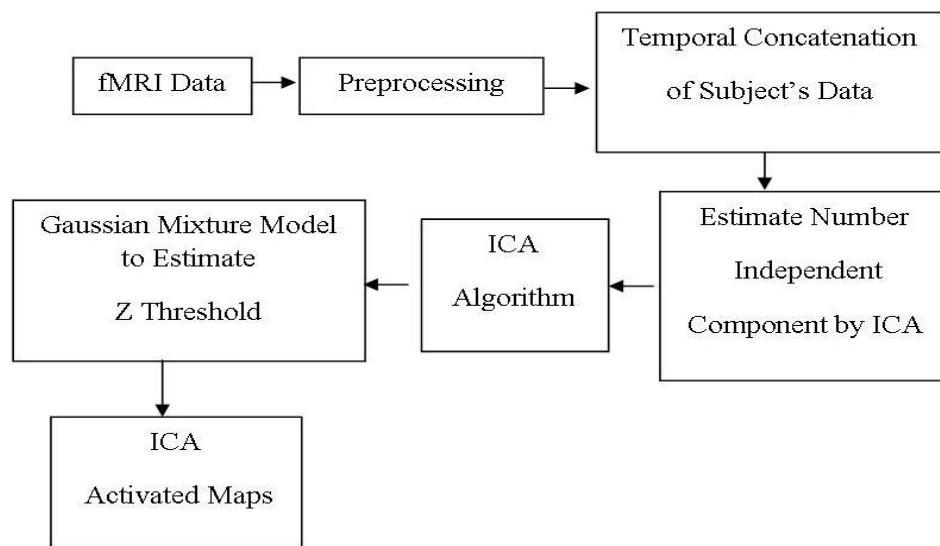 fMRI Data
Preprocessing
Temporal Concatenation
of Subject's Data
Estimate Number
Independent
Component by ICA
ICA
Algorithm
Gaussian Mixture Model
to Estimate
Z Threshold
ICA
Activated Maps